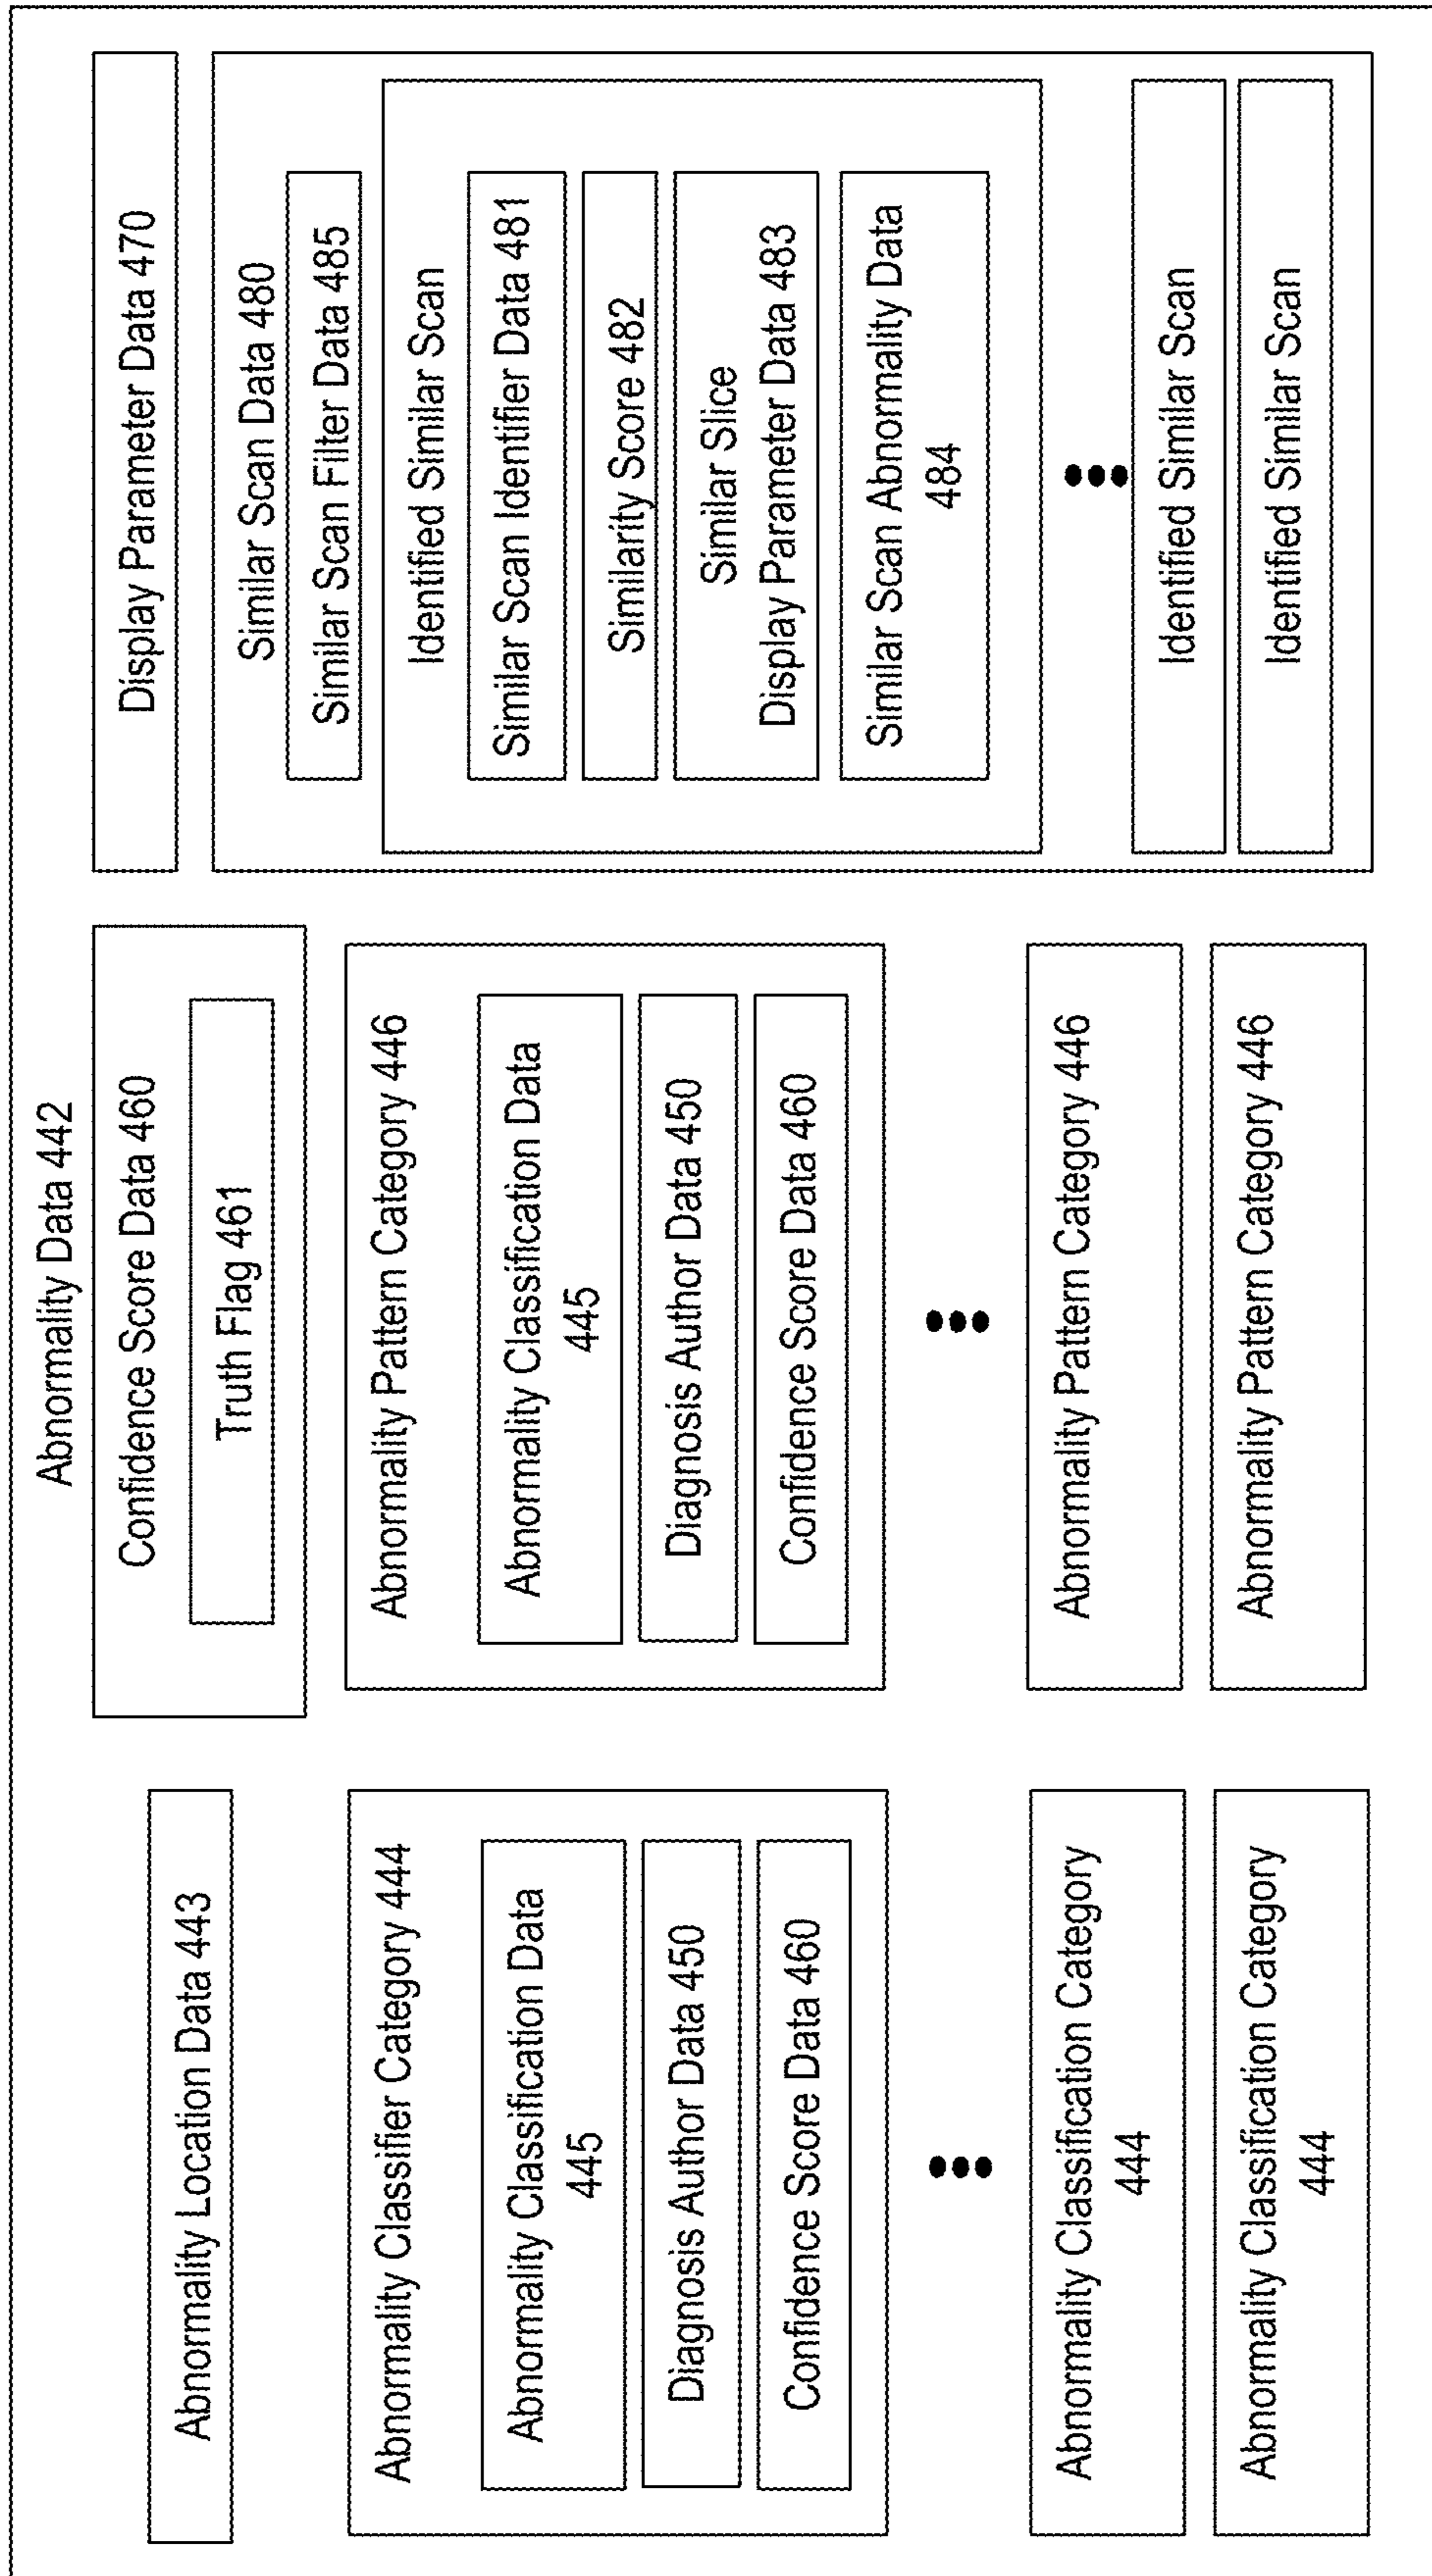 Abnormality Data 442
Abnormality Location Data 443
Abnormality Classifier Category 444
Abnormality Classification Data
445
Diagnosis Author Data 450
Confidence Score Data 460
Abnormality Classification Category
444
Abnormality Classification Category
444
Confidence Score Data 460
Truth Flag 461
Abnormality Pattern Category 446
Abnormality Classification Data
445
Diagnosis Author Data 450
Confidence Score Data 460
Abnormality Pattern Category 446
Abnormality Pattern Category 446
Display Parameter Data 470
Similar Scan Data 480
Similar Scan Filter Data 485
Identified Similar Scan
Similar Scan Identifier Data 481
Similarity Score 482
Similar Slice
Display Parameter Data 483
Similar Scan Abnormality Data
484
Identified Similar Scan
Identified Similar Scan